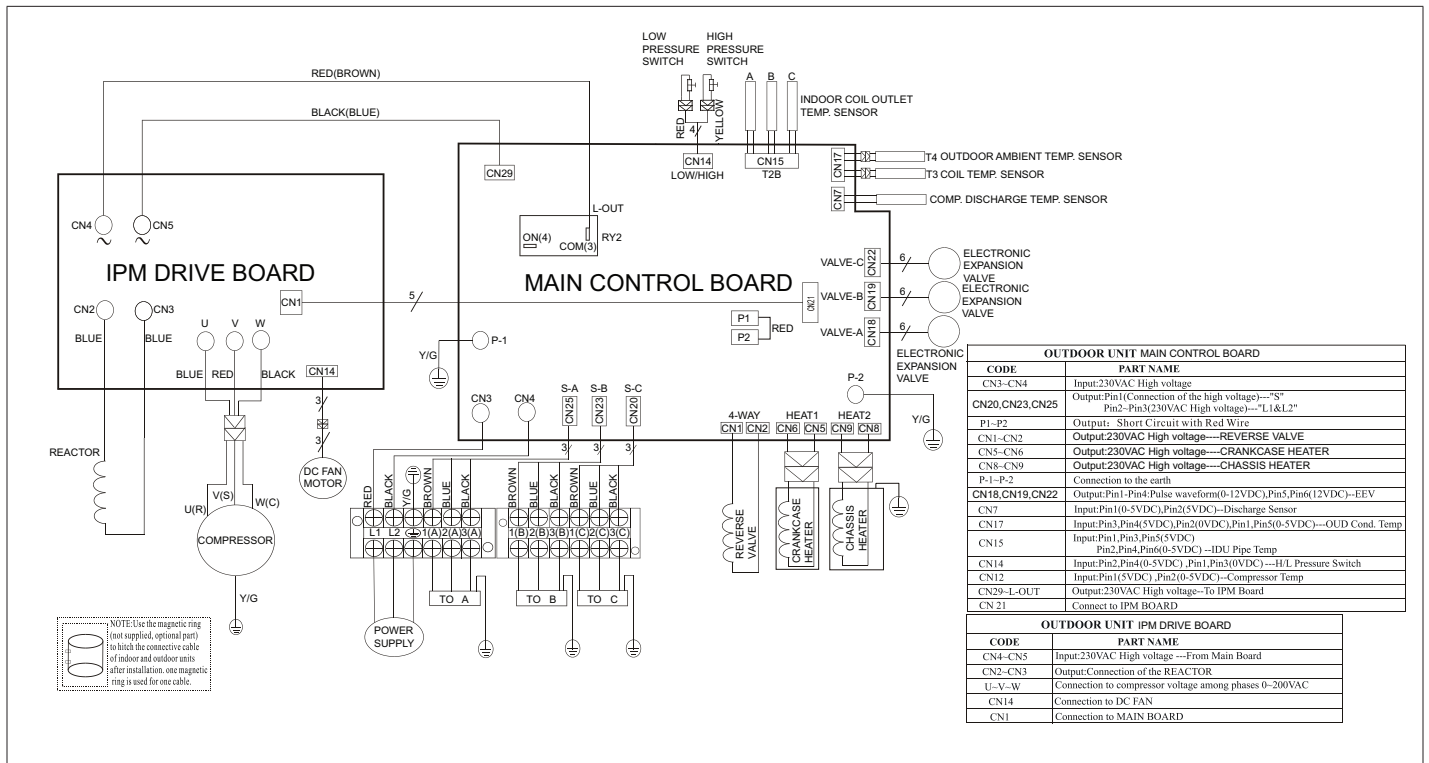 LOW
PRESSURE
SWITCH
HIGH
PRESSURE
SWITCH
A
B
C
INDOOR COIL OUTLET
TEMP. SENSOR
RED(BROWN)
BLACK(BLUE)
RED
4
YELLOW
CN14
LOW/HIGH
CN15
T2B
CN17
T4 OUTDOOR AMBIENT TEMP. SENSOR
T3 COIL TEMP. SENSOR
CN7
COMP. DISCHARGE TEMP. SENSOR
CN29
L-OUT
ON(4)
COM(3)
RY2
CN4
CN5
IPM DRIVE BOARD
MAIN CONTROL BOARD
CN2
CN3
CN1
5
CN21
BLUE
BLUE
U
V
W
BLUE
RED
BLACK
CN14
3
3
DC FAN
MOTOR
VALVE-C
CN22
6
ELECTRONIC
EXPANSION
VALVE
VALVE-B
CN19
6
ELECTRONIC
EXPANSION
VALVE
VALVE-A
CN18
6
ELECTRONIC
EXPANSION
VALVE
P1
P2
RED
P-1
Y/G
P-2
Y/G
CN3
CN4
S-A
S-B
S-C
CN25
CN23
CN20
3
3
3
4-WAY
CN1
CN2
HEAT1
CN6
CN5
HEAT2
CN9
CN8
REACTOR
V(S)
U(R)
W(C)
COMPRESSOR
Y/G
RED
BLACK
Y/G
BROWN
BLUE
BLACK
BROWN
BLUE
BLACK
BROWN
BLUE
BLACK
L1
L2
1(A)
2(A)
3(A)
1(B)
2(B)
3(B)
1(C)
2(C)
3(C)
TO A
TO B
TO C
POWER
SUPPLY
REVERSE
VALVE
CRANKCASE
HEATER
CHASSIS
HEATER
NOTE:Use the magnetic ring
(not supplied, optional part)
to hitch the connective cable
of indoor and outdoor units
after installation. one magnetic
ring is used for one cable.
OUTDOOR UNIT MAIN CONTROL BOARD
CODE PART NAME
CN3~CN4 Input:230VAC High voltage
CN20,CN23,CN25 Output:Pin1(Connection of the high voltage)---"S"
Pin2~Pin3(230VAC High voltage)---"L1&L2"
P1~P2 Output: Short Circuit with Red Wire
CN1~CN2 Output:230VAC High voltage----REVERSE VALVE
CN5~CN6 Output:230VAC High voltage----CRANKCASE HEATER
CN8~CN9 Output:230VAC High voltage----CHASSIS HEATER
P-1~P-2 Connection to the earth
CN18,CN19,CN22 Output:Pin1-Pin4:Pulse waveform(0-12VDC),Pin5,Pin6(12VDC)--EEV
CN7 Input:Pin1(0-5VDC),Pin2(5VDC)--Discharge Sensor
CN17 Input:Pin3,Pin4(5VDC),Pin2(0VDC),Pin1,Pin5(0-5VDC)---OUD Cond. Temp
CN15 Input:Pin1,Pin3,Pin5(5VDC)
Pin2,Pin4,Pin6(0-5VDC) --IDU Pipe Temp
CN14 Input:Pin2,Pin4(0-5VDC) ,Pin1,Pin3(0VDC) ---H/L Pressure Switch
CN12 Input:Pin1(5VDC) ,Pin2(0-5VDC)--Compressor Temp
CN29~L-OUT Output:230VAC High voltage--To IPM Board
CN 21 Connect to IPM BOARD
OUTDOOR UNIT IPM DRIVE BOARD
CODE PART NAME
CN4~CN5 Input:230VAC High voltage ---From Main Board
CN2~CN3 Output:Connection of the REACTOR
U~V~W Connection to compressor voltage among phases 0~200VAC
CN14 Connection to DC FAN
CN1 Connection to MAIN BOARD